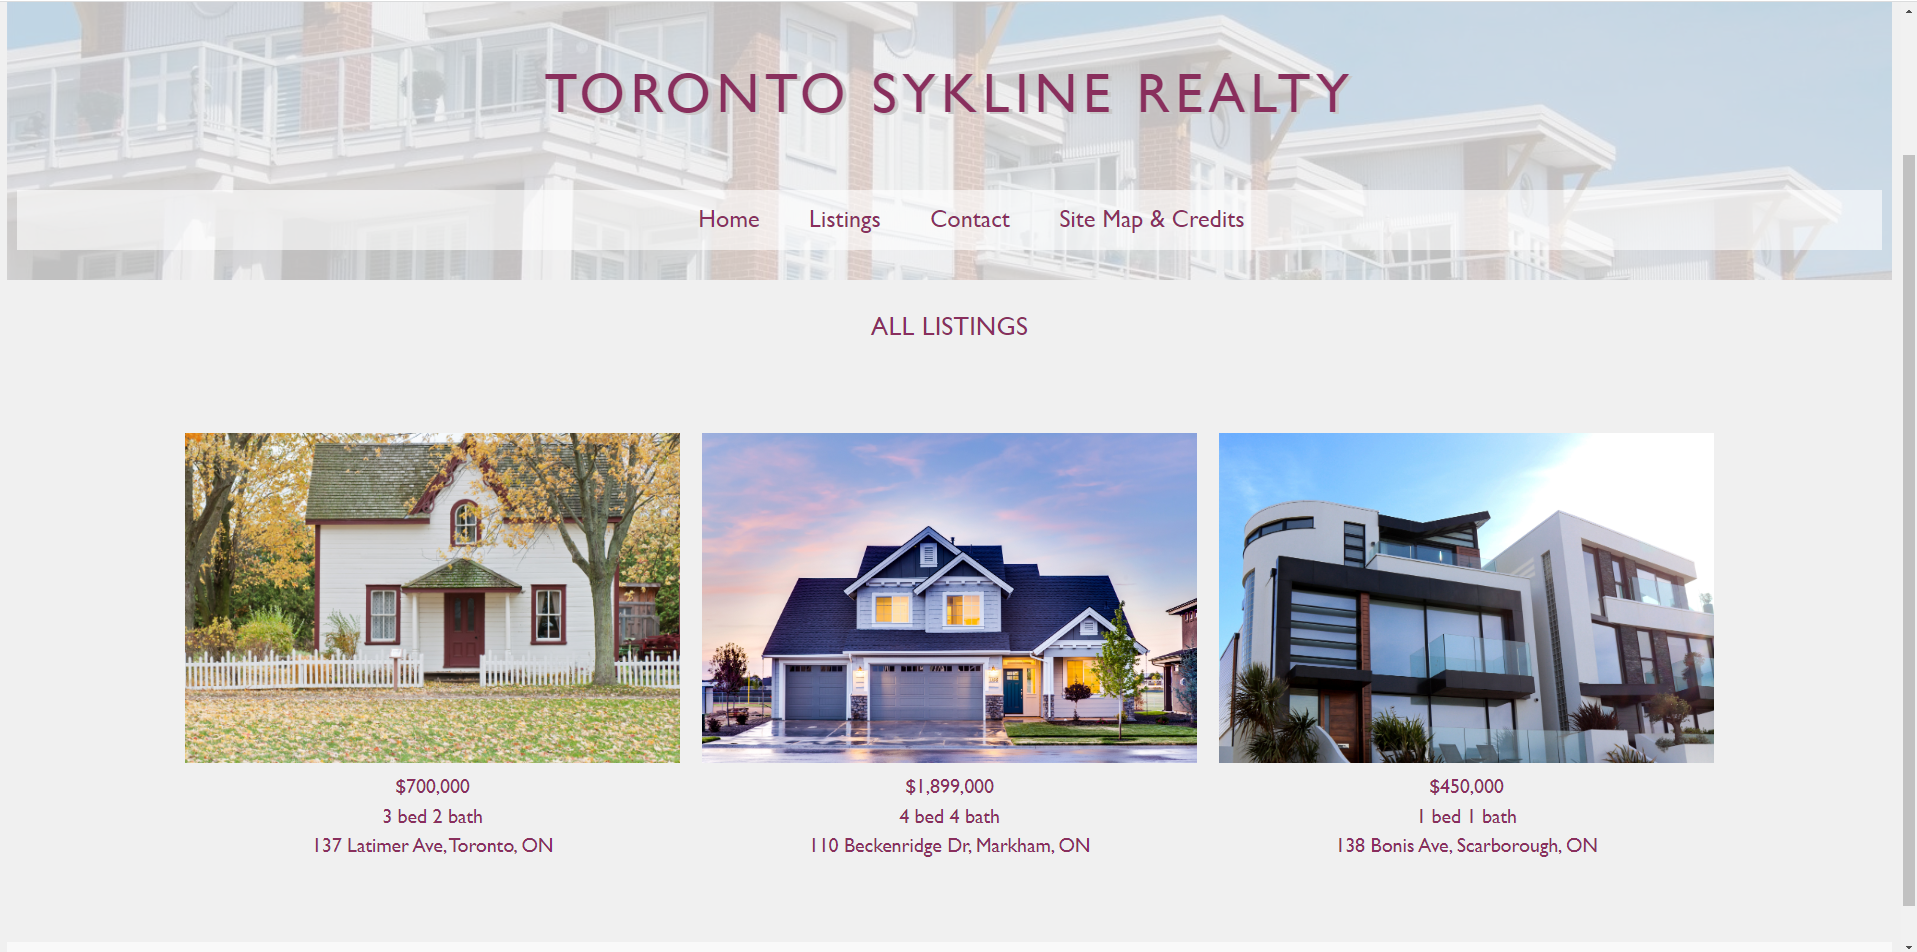 TORONTO SYKLINE REALTY
Home Listings Contact Site Map & Credits
ALL LISTINGS
$700,000
3 bed 2 bath
137 Latimer Ave, Toronto, ON
$1,899,000
4 bed 4 bath
110 Beckenridge Dr, Markham, ON
$450,000
1 bed 1 bath
138 Bonis Ave, Scarborough, ON